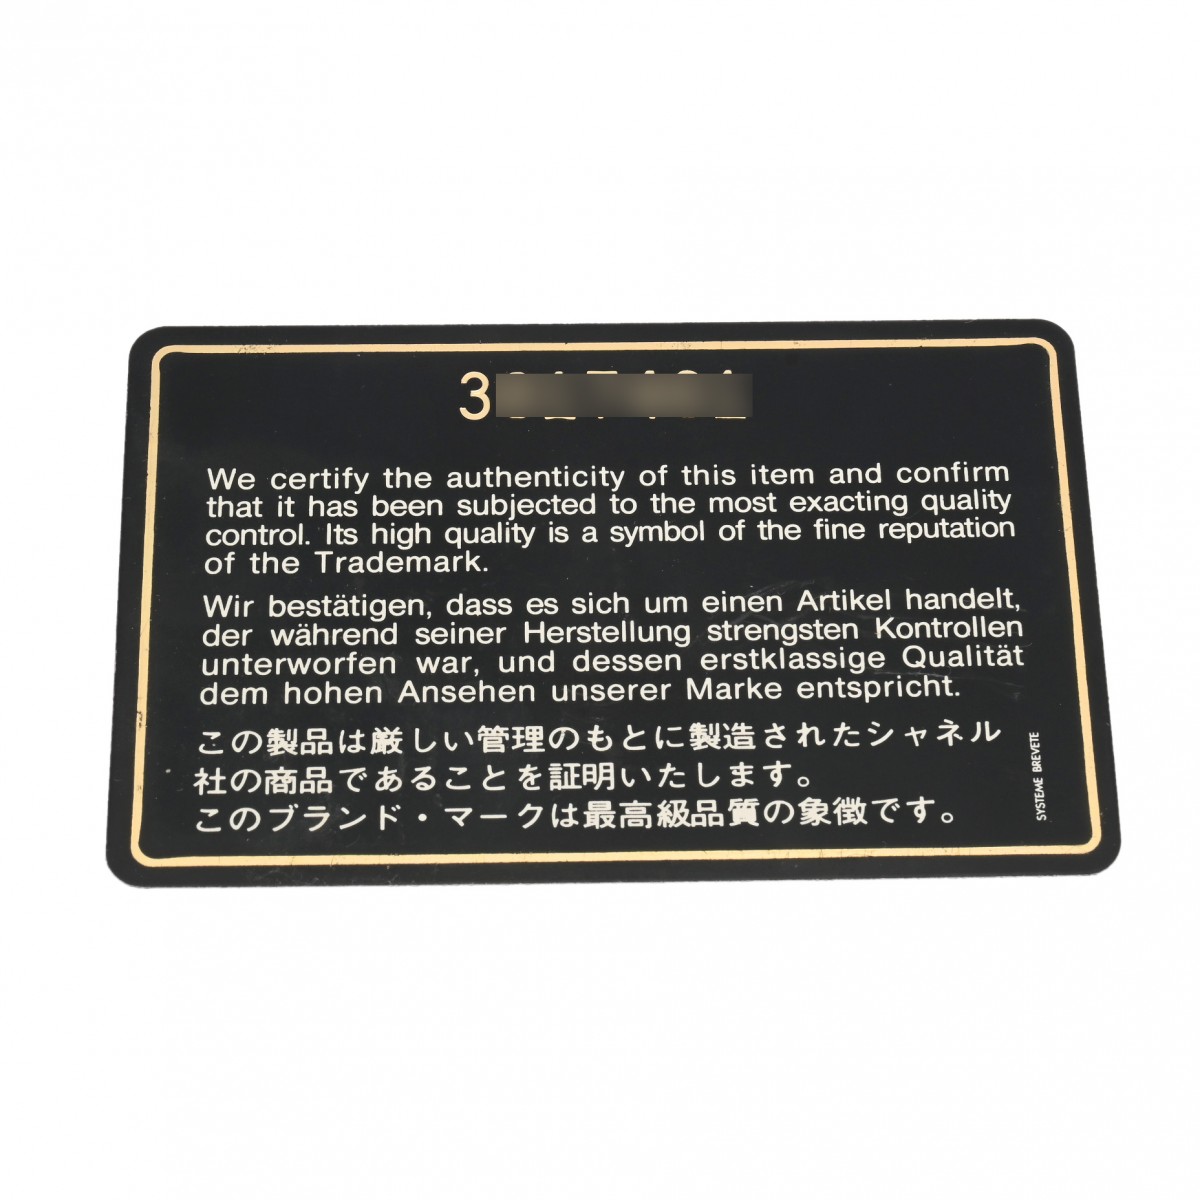 3
We certify the authenticity of this item and confirm
that it has been subjected to the most exacting quality
control. Its high quality is a symbol of the fine reputation
of the Trademark.
Wir bestätigen, dass es sich um einen Artikel handelt,
der während seiner Herstellung strengsten Kontrollen
unterworfen war, und dessen erstklassige Qualität
dem hohen Ansehen unserer Marke entspricht.
この製品は厳しい管理のもとに製造されたシャネル
社の商品であることを証明いたします。
このブランド・マークは最高級品質の象徴です。
SYSTEME BREVETE